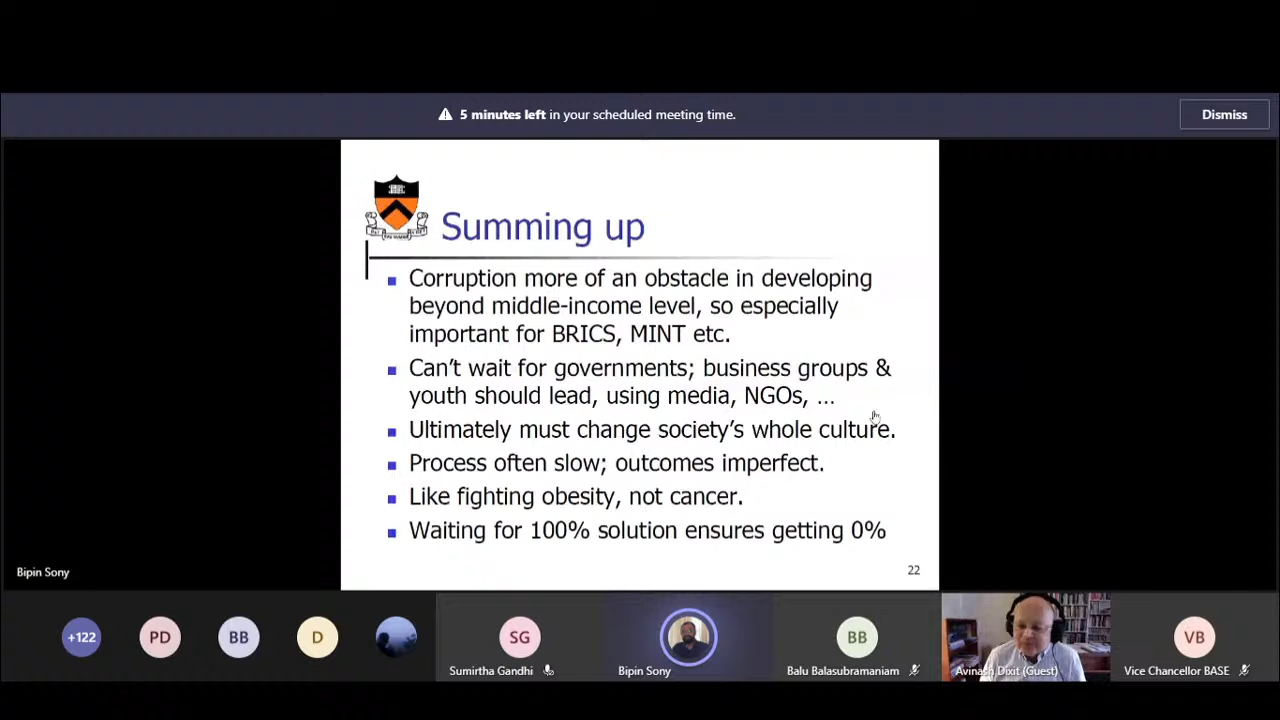 5 minutes left in your scheduled meeting time.
Dismiss
Summing up
Corruption more of an obstacle in developing
beyond middle-income level, so especially
important for BRICS, MINT etc.
Can't wait for governments; business groups &
youth should lead, using media, NGOs, ...
Ultimately must change society's whole culture.
Process often slow; outcomes imperfect.
Like fighting obesity, not cancer.
Waiting for 100% solution ensures getting 0%
22
Bipin Sony
+122
PD
BB
D
SG
Sumirtha Gandhi
Bipin Sony
BB
Balu Balasubramaniam
Avinash Dixit (Guest)
VB
Vice Chancellor BASE